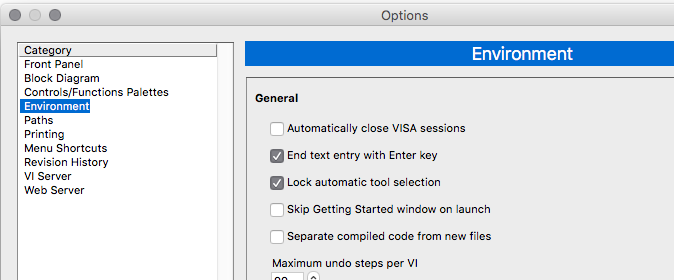 Options
Category
Front Panel
Block Diagram
Controls/Functions Palettes
Environment
Paths
Printing
Menu Shortcuts
Revision History
VI Server
Web Server
Environment
General
Automatically close VISA sessions
End text entry with Enter key
Lock automatic tool selection
Skip Getting Started window on launch
Separate compiled code from new files
Maximum undo steps per VI